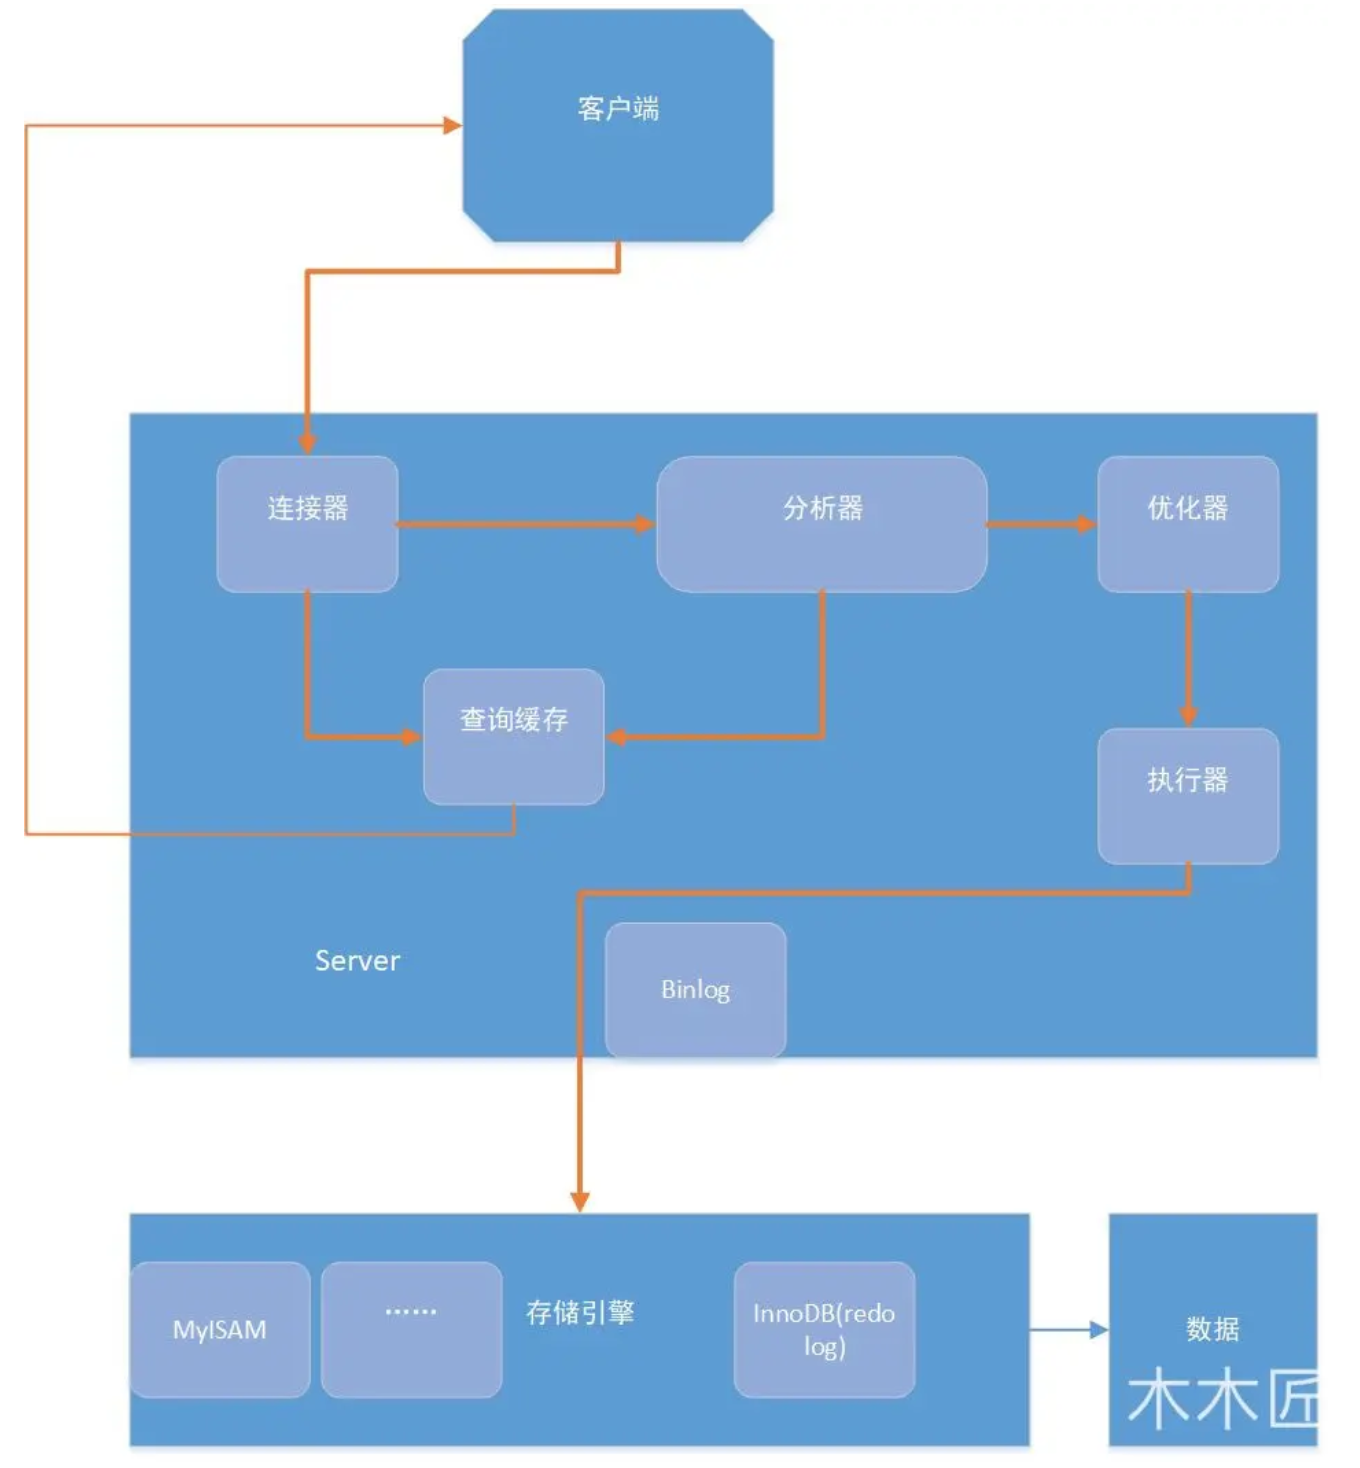 客户端
连接器
分析器
优化器
查询缓存
执行器
Server
Binlog
MyISAM
······
存储引擎
InnoDB(redo
log)
数据
木木匠